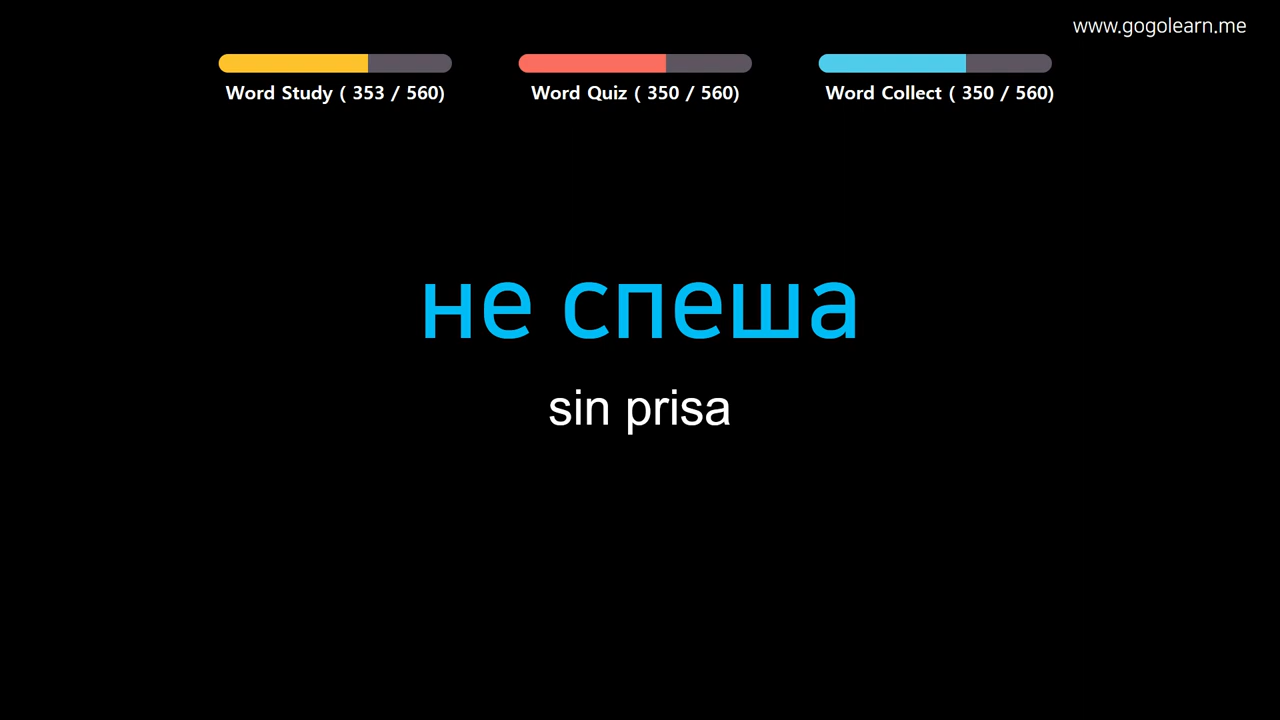 www.gogolearn.me
Word Study ( 353 / 560)
Word Quiz ( 350 / 560)
Word Collect ( 350 / 560)
не спеша
sin prisa